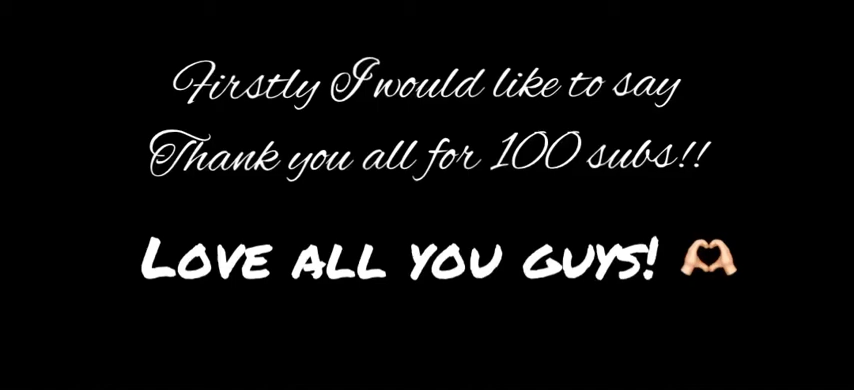 Firstly I would like to say
Thank you all for 100 subs!!
Love all you guys! 🫶🏼